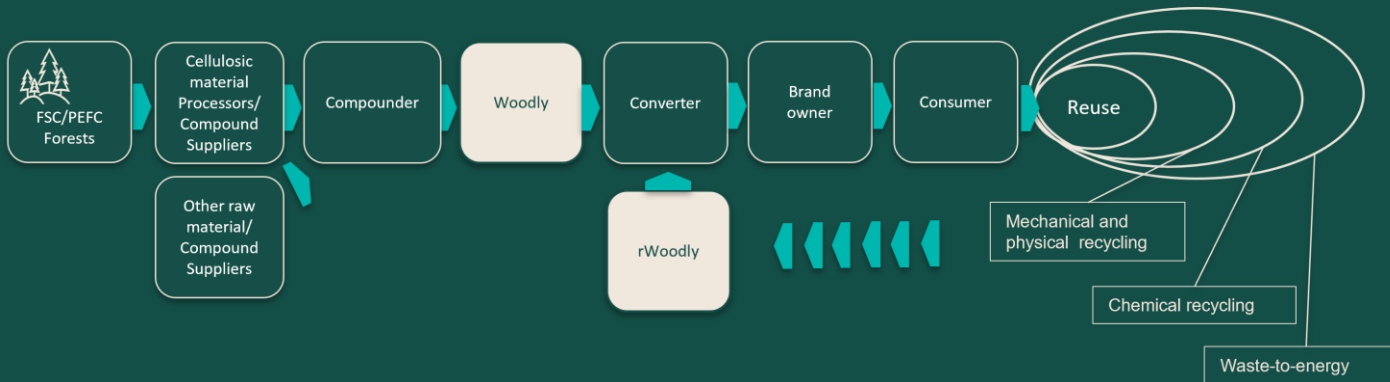 FSC/PEFC
Forests
Cellulosic
material
Processors/
Compound
Suppliers
Compounder
Woodly
Converter
Brand
owner
Consumer
Reuse
Other raw
material/
Compound
Suppliers
rWoodly
Mechanical and
physical recycling
Chemical recycling
Waste-to-energy